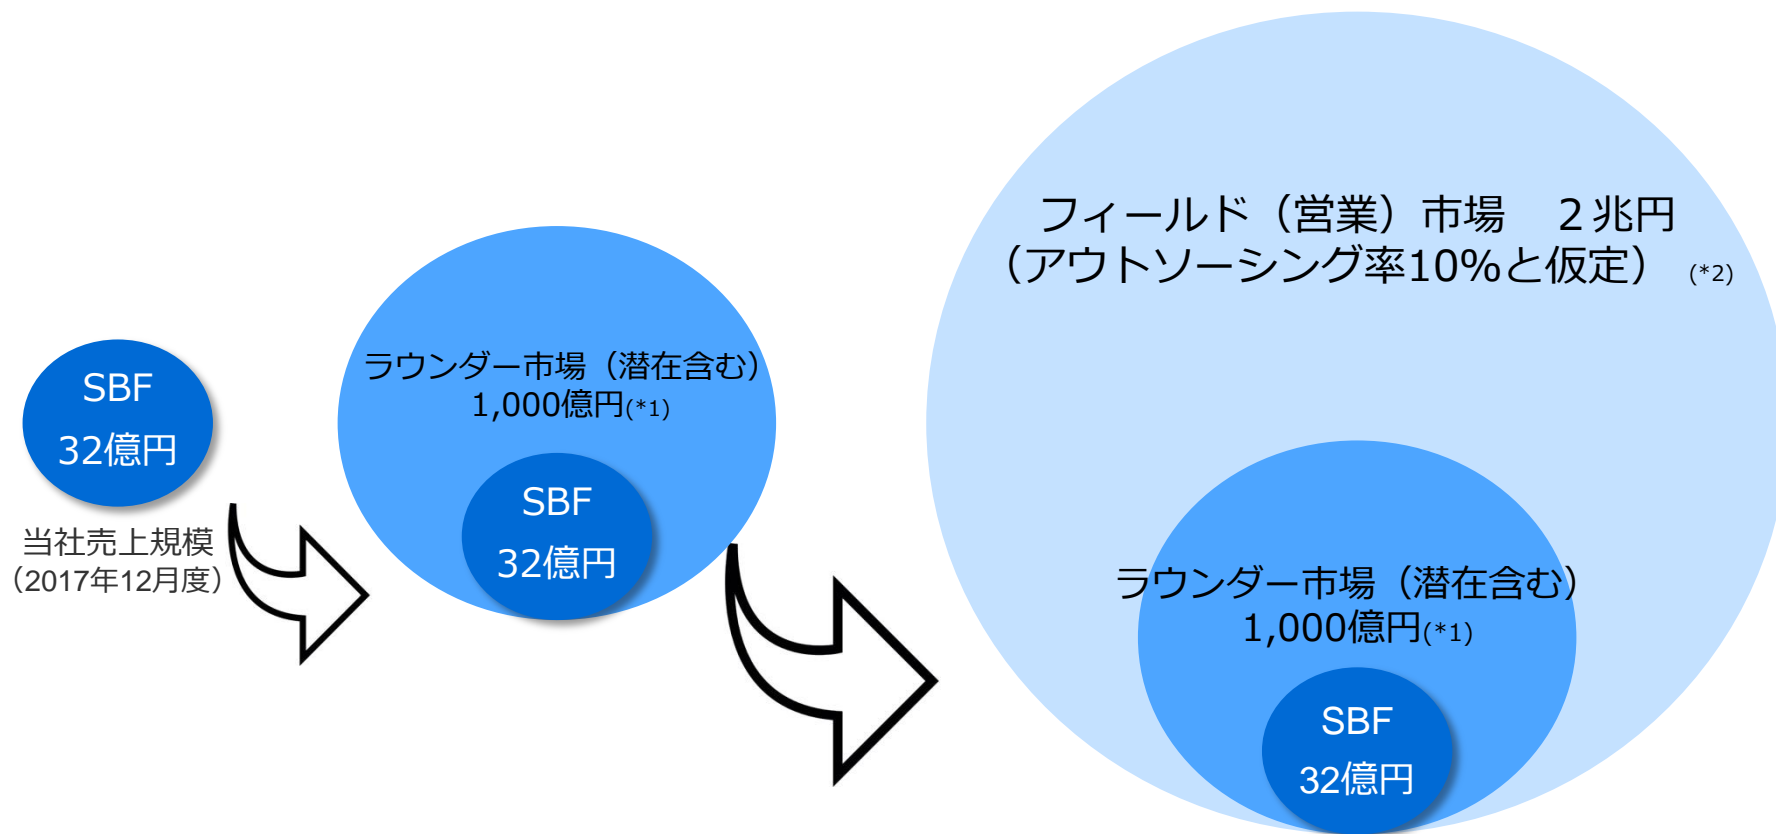 SBF
32億円
当社売上規模
（2017年12月度）
ラウンダー市場（潜在含む）
1,000億円(*1)
SBF
32億円
フィールド（営業）市場　２兆円
（アウトソーシング率10%と仮定） (*2)
ラウンダー市場（潜在含む）
1,000億円(*1)
SBF
32億円